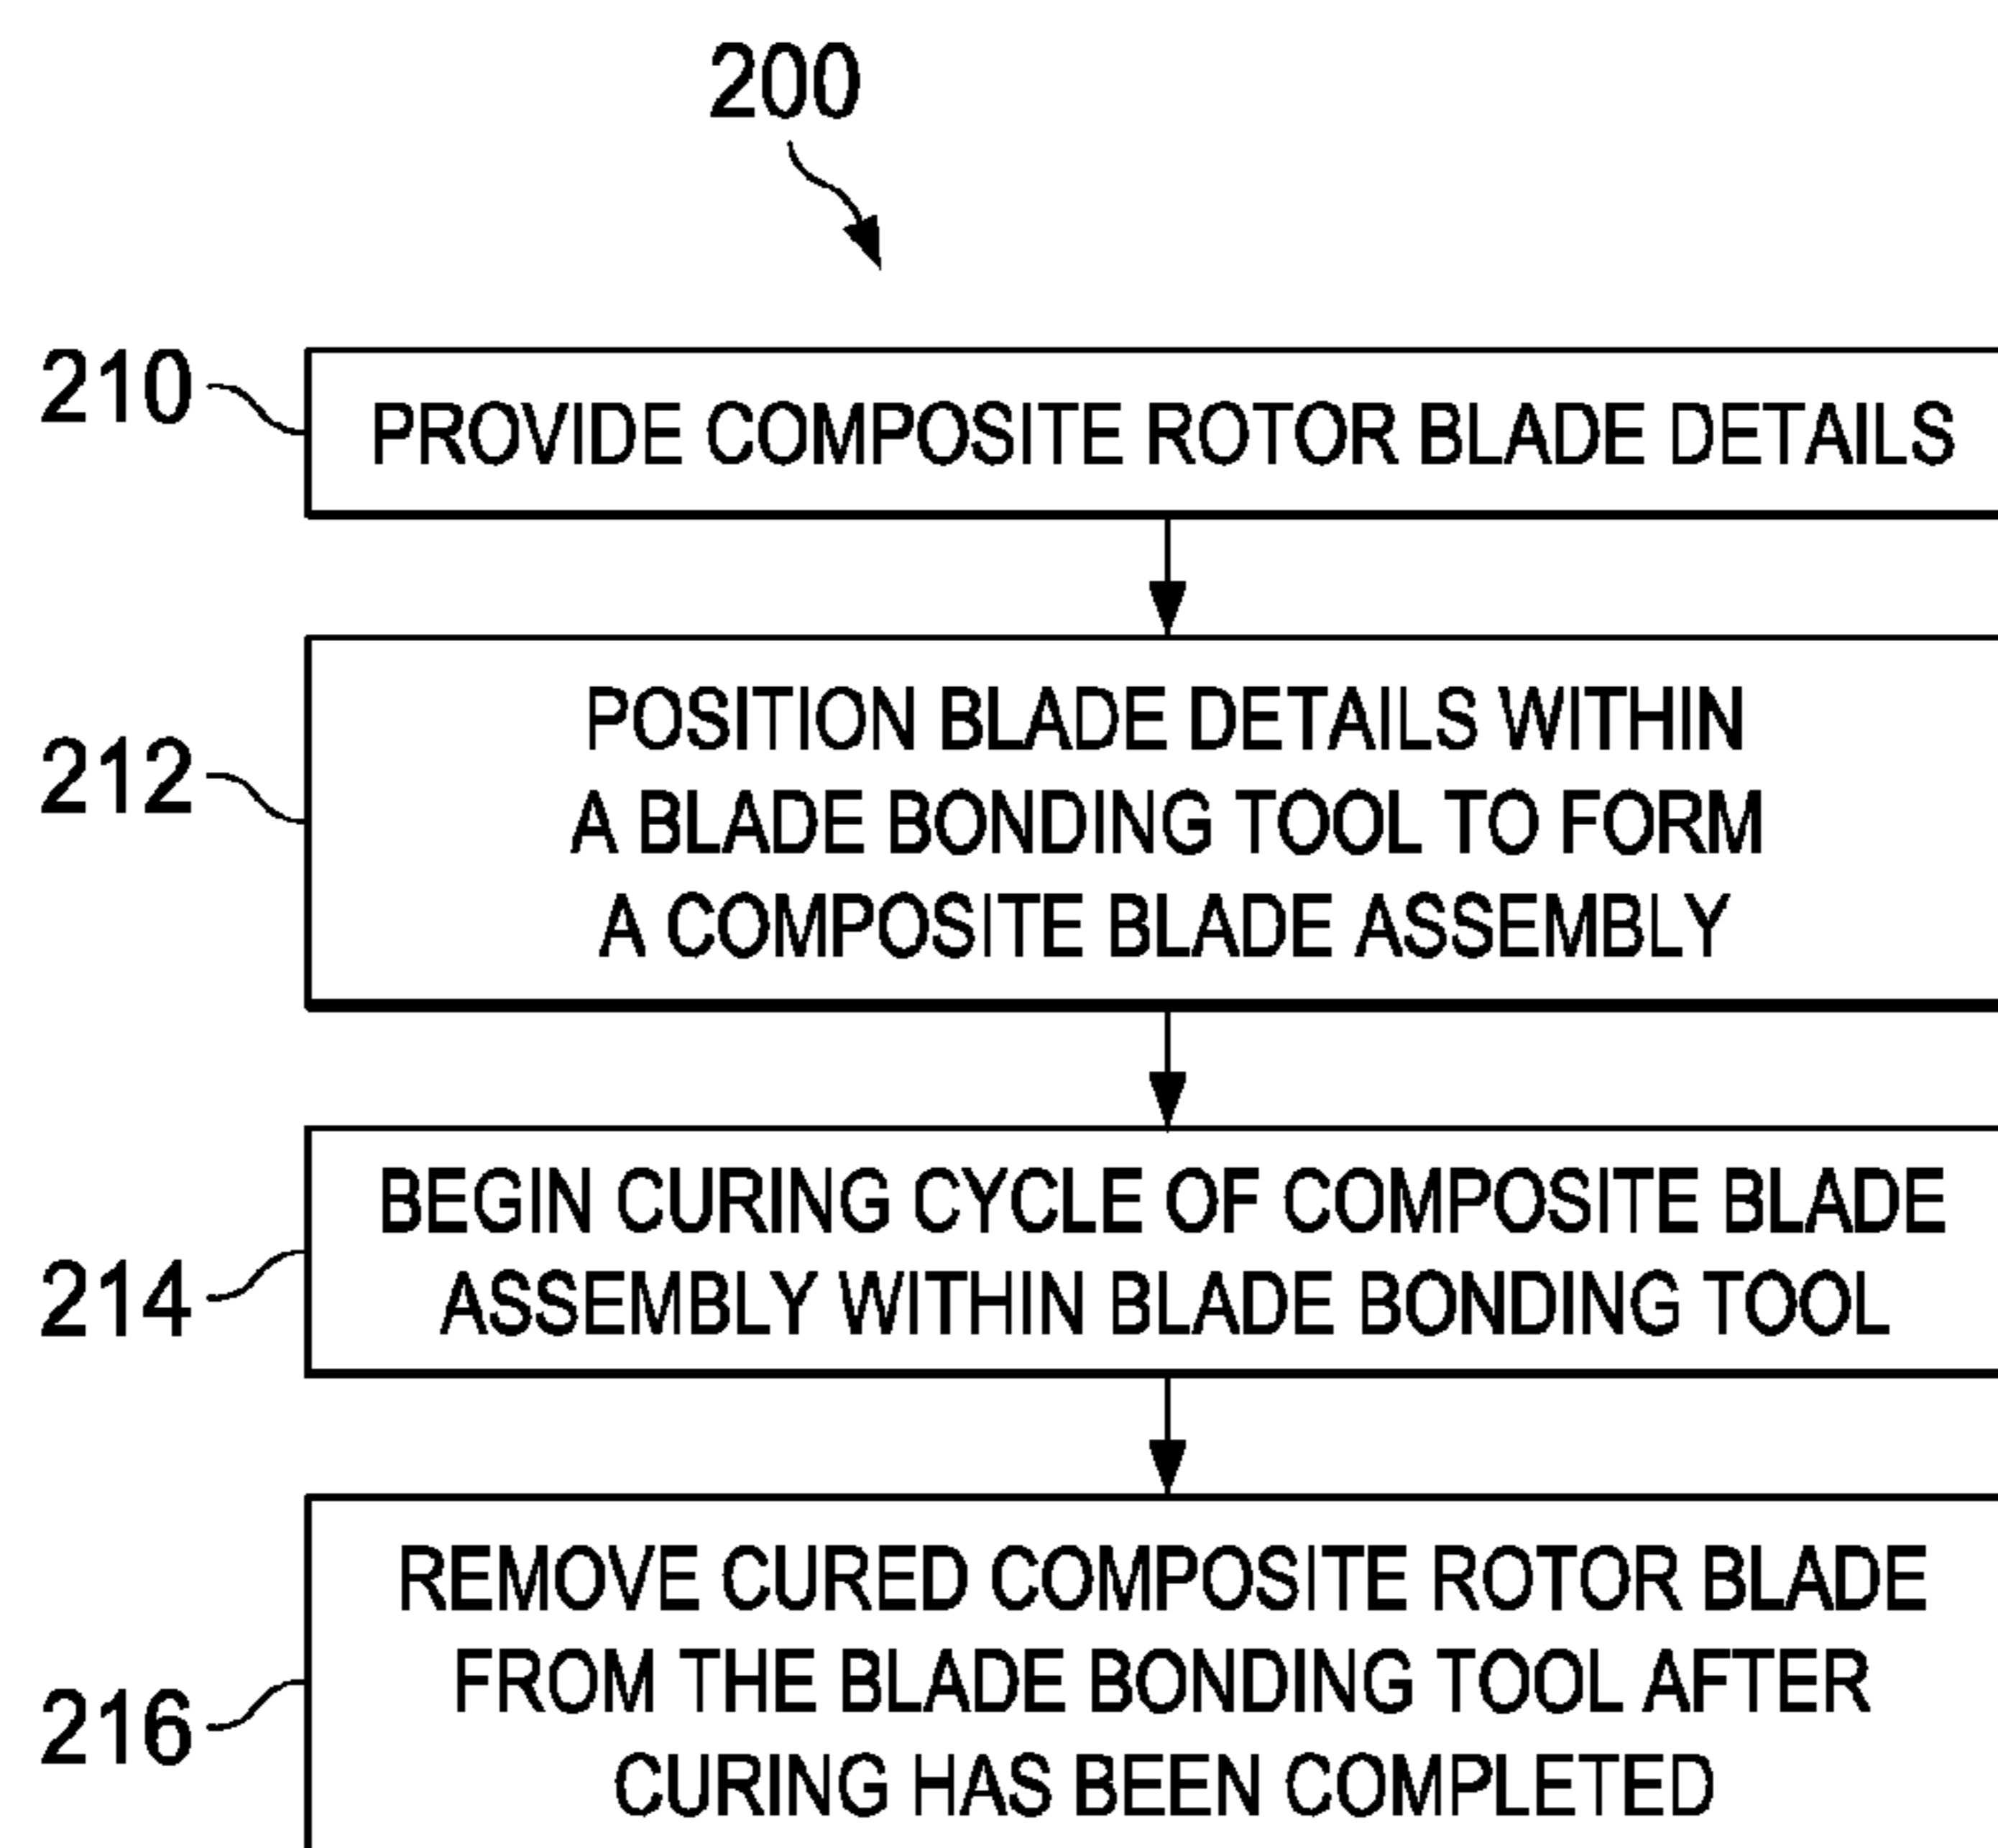 200
210
PROVIDE COMPOSITE ROTOR BLADE DETAILS
212
POSITION BLADE DETAILS WITHIN
A BLADE BONDING TOOL TO FORM
A COMPOSITE BLADE ASSEMBLY
214
BEGIN CURING CYCLE OF COMPOSITE BLADE
ASSEMBLY WITHIN BLADE BONDING TOOL
216
REMOVE CURED COMPOSITE ROTOR BLADE
FROM THE BLADE BONDING TOOL AFTER
CURING HAS BEEN COMPLETED